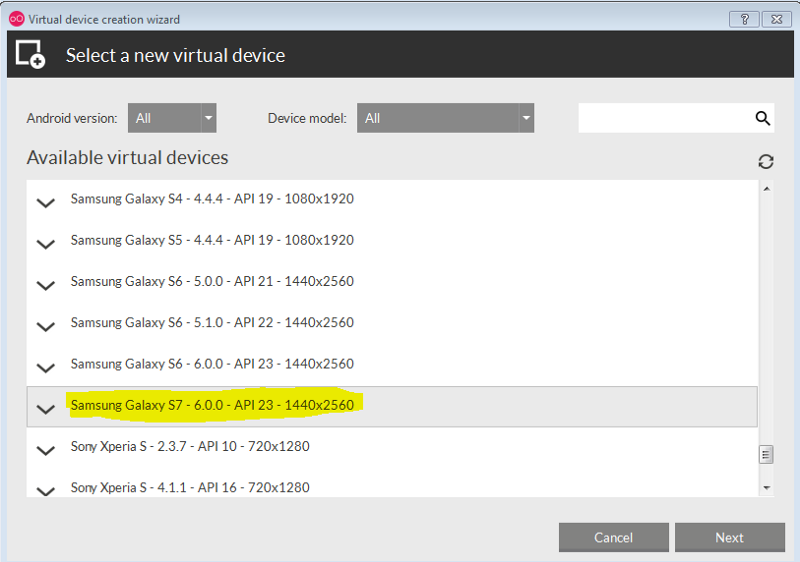 Virtual device creation wizard
Select a new virtual device
Android version: All Device model: All
Available virtual devices
Samsung Galaxy S4 - 4.4.4 - API 19 - 1080x1920
Samsung Galaxy S5 - 4.4.4 - API 19 - 1080x1920
Samsung Galaxy S6 - 5.0.0 - API 21 - 1440x2560
Samsung Galaxy S6 - 5.1.0 - API 22 - 1440x2560
Samsung Galaxy S6 - 6.0.0 - API 23 - 1440x2560
Samsung Galaxy S7 - 6.0.0 - API 23 - 1440x2560
Sony Xperia S - 2.3.7 - API 10 - 720x1280
Sony Xperia S - 4.1.1 - API 16 - 720x1280
Cancel Next